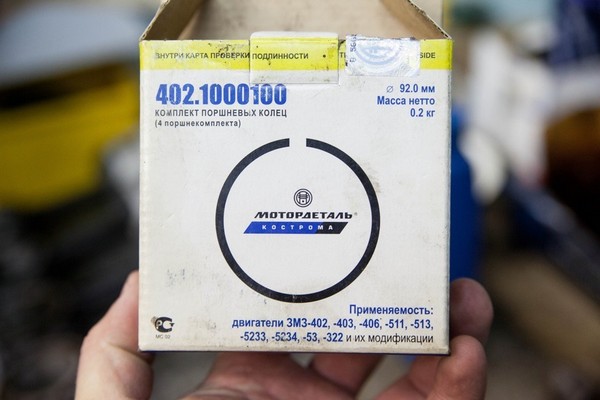 ВНУТРИ КАРТА ПРОВЕРКИ ПОДЛИННОСТИ
SIDE
402.1000100
КОМПЛЕКТ ПОРШНЕВЫХ КОЛЕЦ
(4 поршнекомплекта)
⌀ 92.0 мм
Масса нетто
0.2 кг
МОТОРДЕТАЛЬ
КОСТРОМА
Применяемость:
двигатели ЗМЗ-402, -403, -406, -511, -513,
-5233, -5234, -53, -322 и их модификации